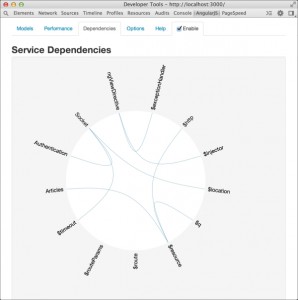 Developer Tools - http://localhost:3000/
Elements Network Sources Timeline Profiles Resources Audits Console AngularJS PageSpeed
Models Performance Dependencies Options Help Enable
Service Dependencies
ngViewDirective
$exceptionHandler
Socket
$http
Authentication
$injector
Articles
$location
$timeout
$q
$routeParams
$route
$resource